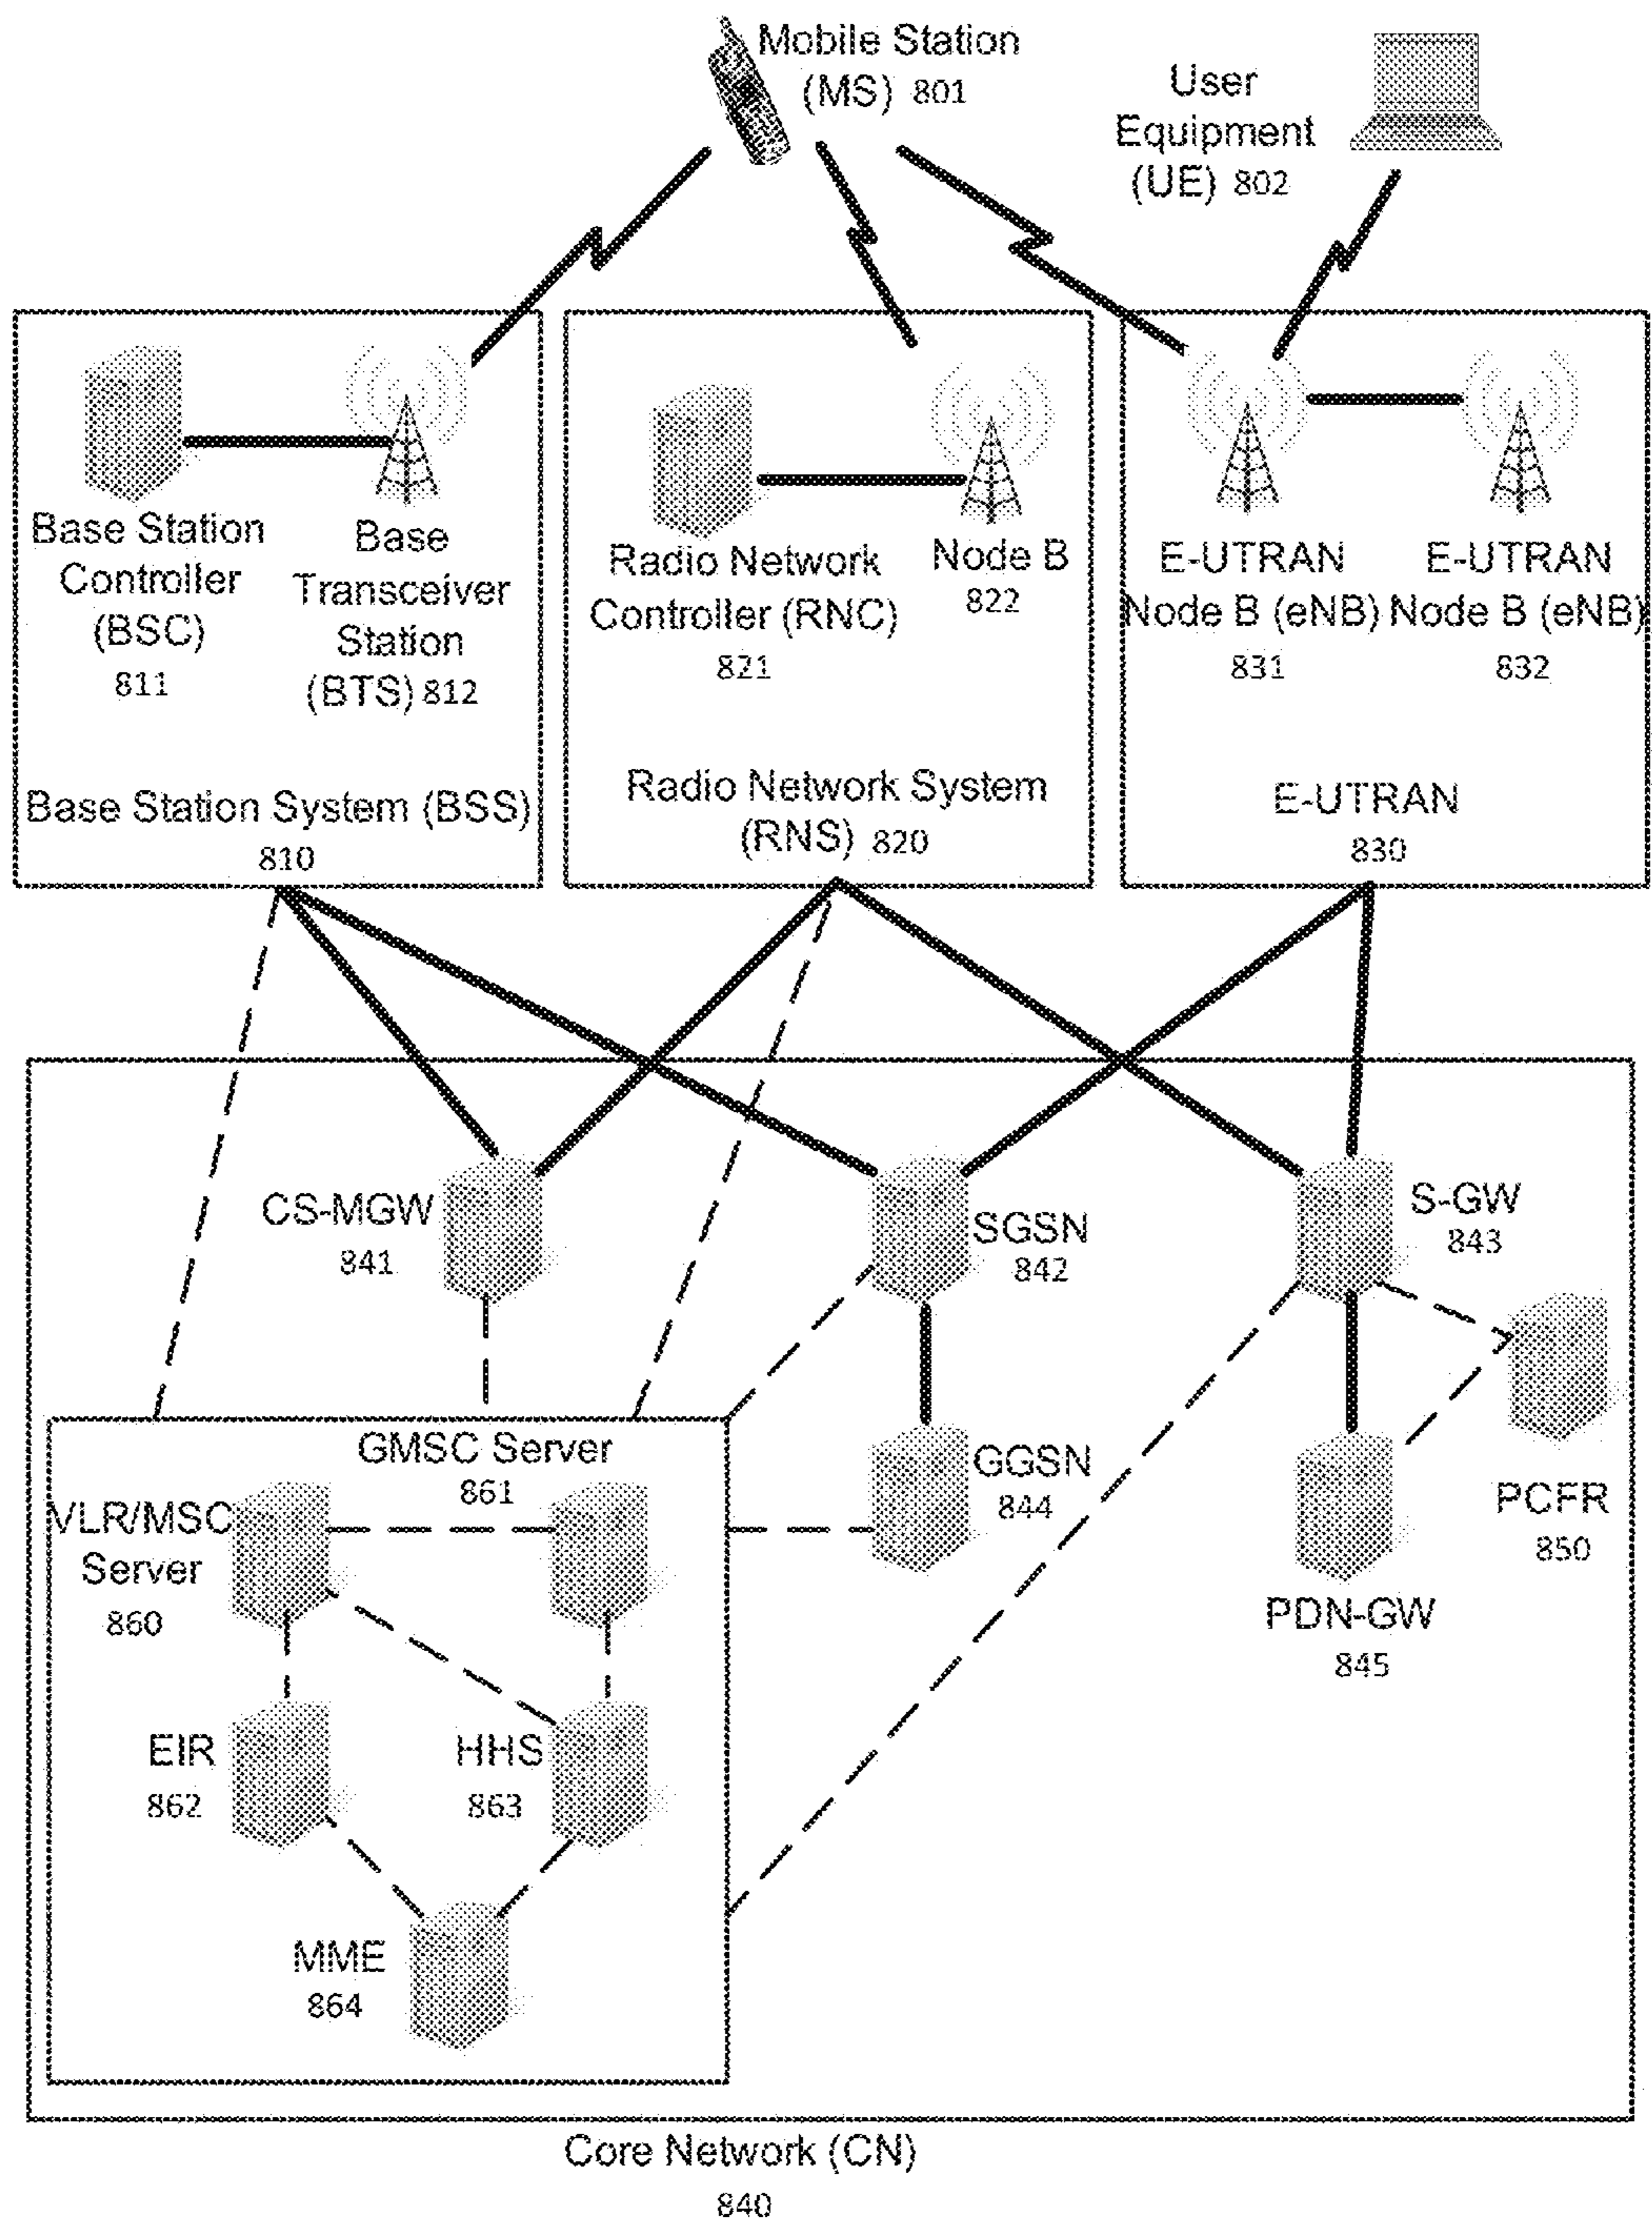 Mobile Station
(MS) 801
User
Equipment
(UE) 802
Base Station
Controller
(BSC)
811
Base
Transceiver
Station
(BTS) 812
Base Station System (BSS)
810
Radio Network
Controller (RNC)
821
Node B
822
Radio Network System
(RNS) 820
E-UTRAN
Node B (eNB)
831
E-UTRAN
Node B (eNB)
832
E-UTRAN
830
CS-MGW
841
SGSN
842
S-GW
843
GMSC Server
861
VLR/MSC
Server
860
GGSN
844
PCFR
850
PDN-GW
845
EIR
862
HHS
863
MME
864
Core Network (CN)
840